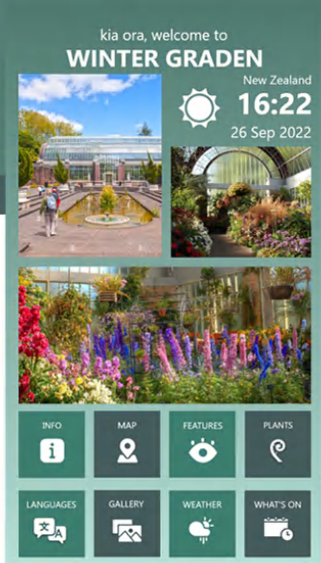 kia ora, welcome to
WINTER GRADEN
New Zealand
16:22
26 Sep 2022
INFO
MAP
FEATURES
PLANTS
LANGUAGES
GALLERY
WEATHER
WHAT'S ON